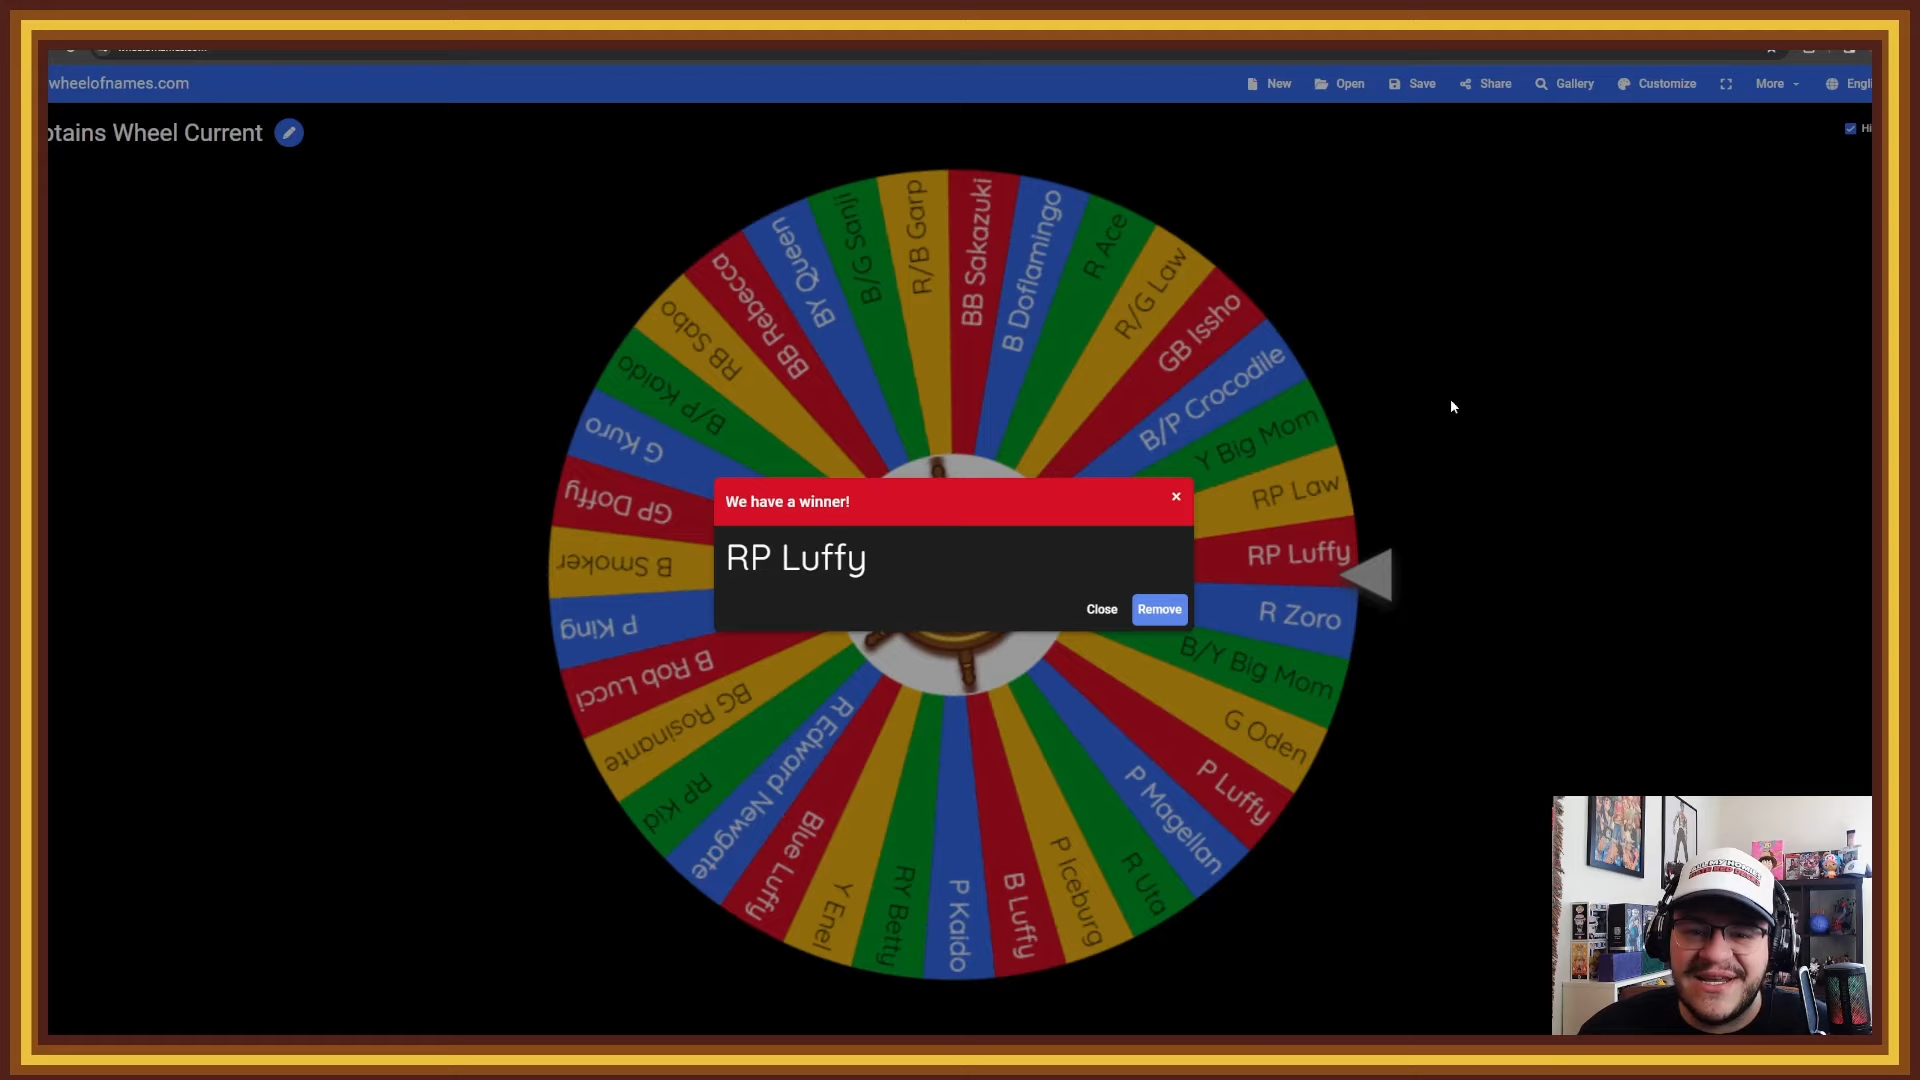 wheelofnames.com
New
Open
Save
Share
Gallery
Customize
More
Engli
ptains Wheel Current
Hi
R/B Garp
BB Sakazuki
B Doflamingo
R Ace
R/G Law
GB Issho
B/P Crocodile
Y Big Mom
RP Law
RP Luffy
R Zoro
B/Y Big Mom
G Oden
P Luffy
P Magellan
R Uta
P Iceburg
B Luffy
P Kaido
RY Betty
Y Enel
Blue Luffy
R Edward Newgate
RP Kid
BG Rosinante
B Rob Lucci
P King
B Smoker
GP Doffy
G Kuro
B/P Kaido
RB Sabo
BB Rebecca
BY Queen
B/G Sanji
We have a winner!
×
RP Luffy
Close
Remove